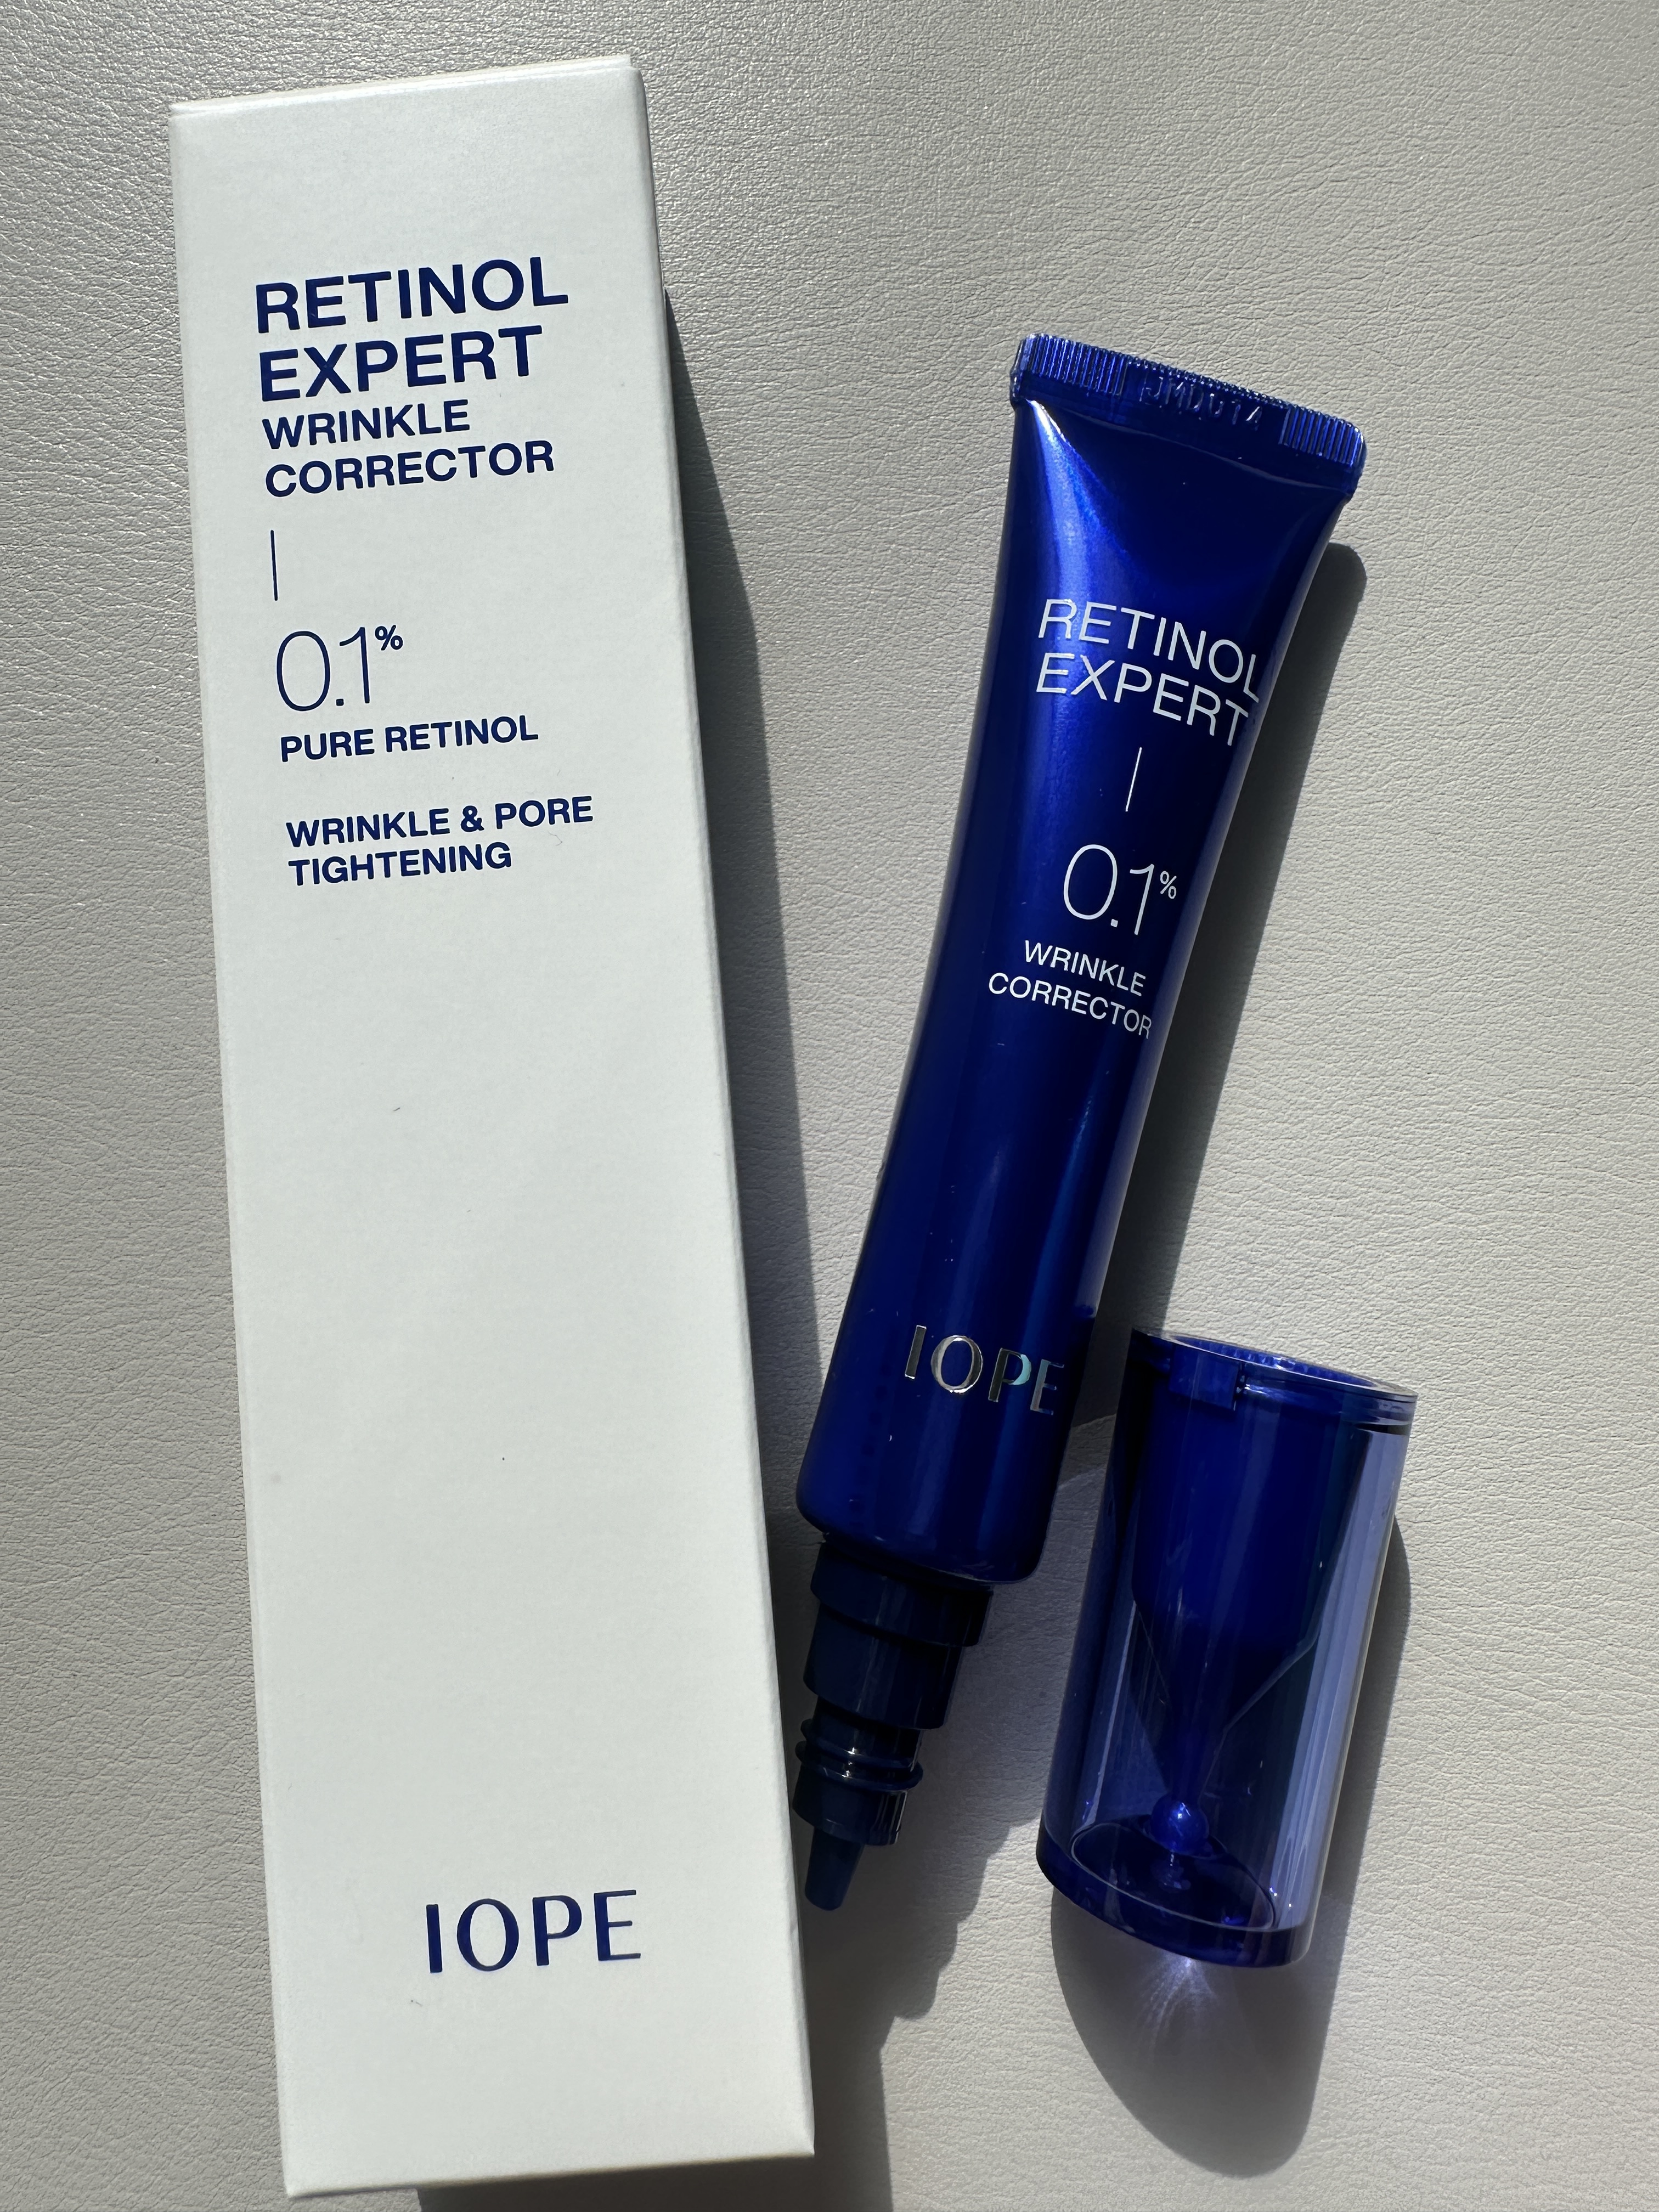 RETINOL
EXPERT
WRINKLE
CORRECTOR
0.1%
PURE RETINOL
WRINKLE & PORE
TIGHTENING
IOPE
RETINOL
EXPERT
0.1%
WRINKLE
CORRECTOR
IOPE